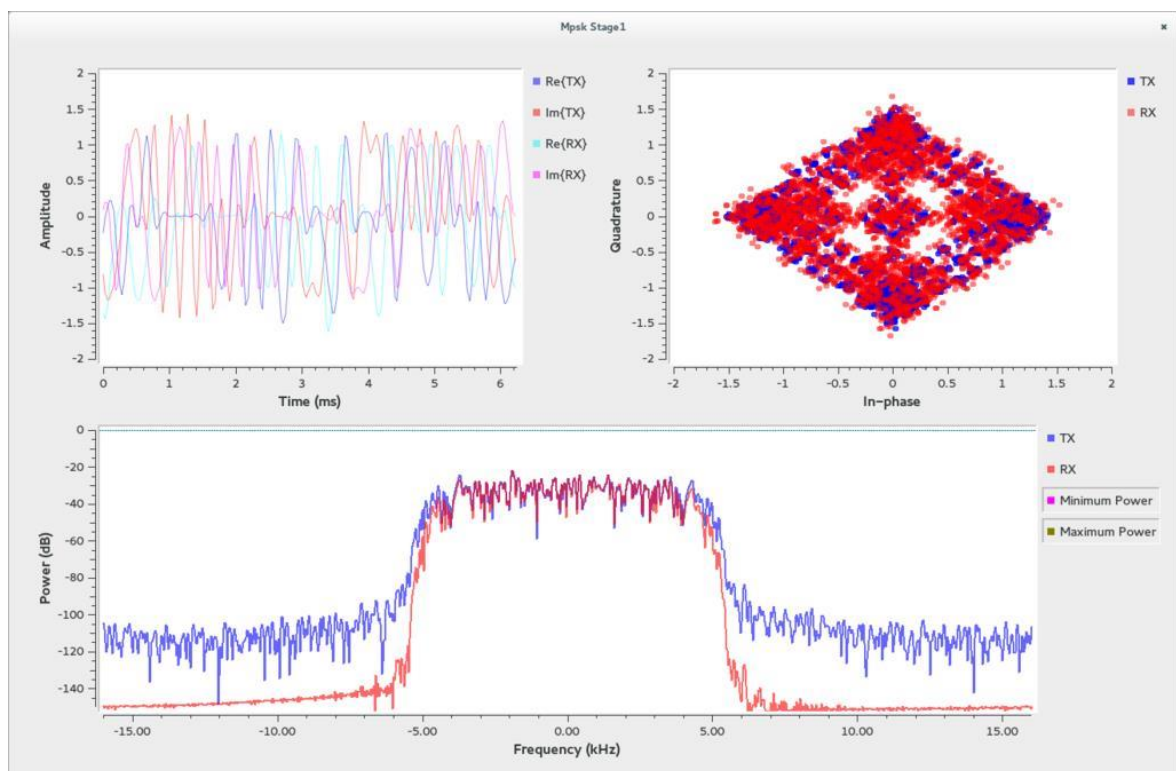 Mpsk Stage1
×
Amplitude
2
1.5
1
0.5
0
-0.5
-1
-1.5
-2
0 1 2 3 4 5 6
Time (ms)
Re{TX}
Im{TX}
Re{RX}
Im{RX}
Quadrature
2
1.5
1
0.5
0
-0.5
-1
-1.5
-2
-2 -1.5 -1 -0.5 0 0.5 1 1.5 2
In-phase
TX
RX
Power (dB)
0
-20
-40
-60
-80
-100
-120
-140
-15.00 -10.00 -5.00 0.00 5.00 10.00 15.00
Frequency (kHz)
TX
RX
Minimum Power
Maximum Power